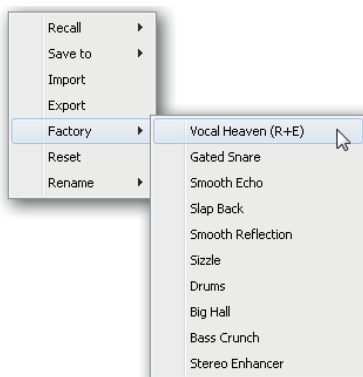 Recall
Save to
Import
Export
Factory
Reset
Rename
Vocal Heaven (R+E)
Gated Snare
Smooth Echo
Slap Back
Smooth Reflection
Sizzle
Drums
Big Hall
Bass Crunch
Stereo Enhancer